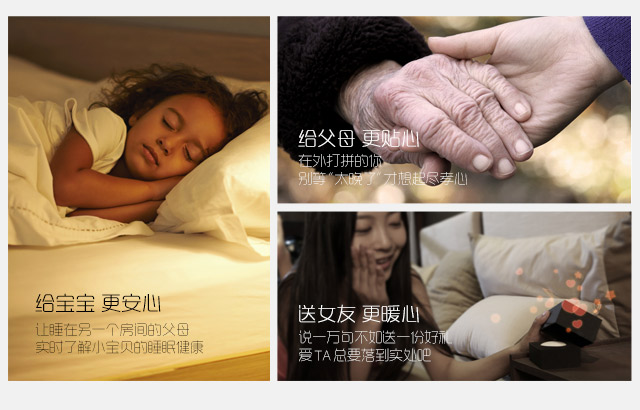 给宝宝 更安心
让睡在另一个房间的父母
实时了解小宝贝的睡眠健康
给父母 更贴心
在外打拼的你
别等“太晚了”才想起尽孝心
送女友 更暖心
说一万句不如送一份好礼
爱TA总要落到实处吧